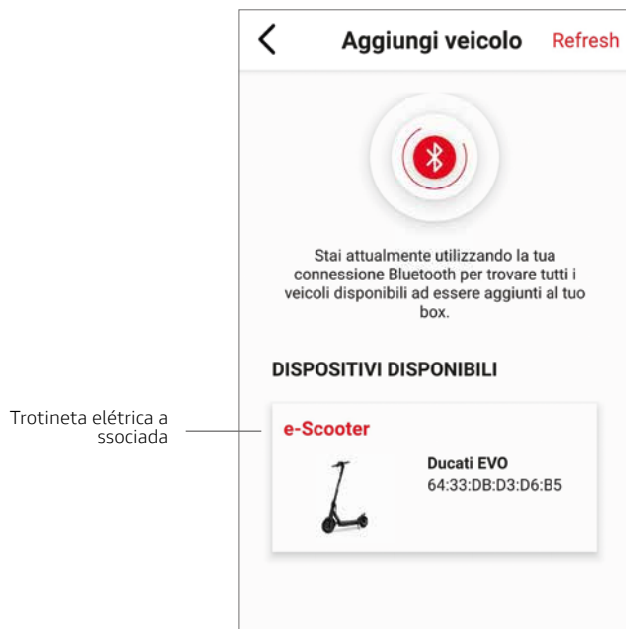 Aggiungi veicolo Refresh
Stai attualmente utilizzando la tua
connessione Bluetooth per trovare tutti i
veicoli disponibili ad essere aggiunti al tuo
box.
DISPOSITIVI DISPONIBILI
Trotineta elétrica a
ssociada
e-Scooter
Ducati EVO
64:33:DB:D3:D6:B5